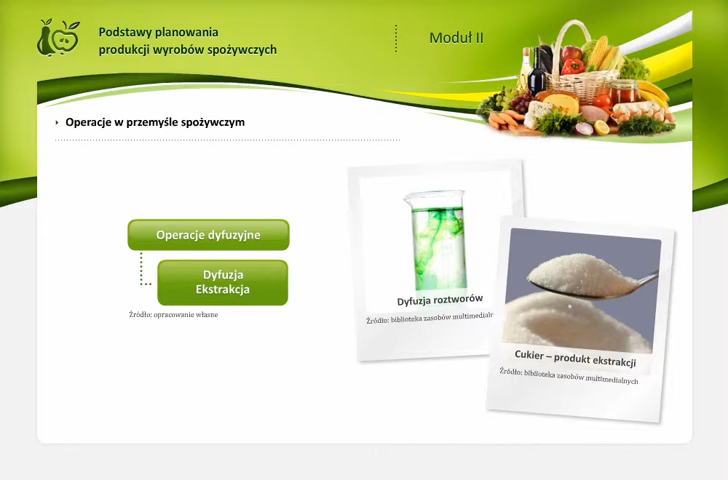 Podstawy planowania
produkcji wyrobów spożywczych
Moduł II
Operacje w przemyśle spożywczym
Operacje dyfuzyjne
Dyfuzja
Ekstrakcja
Źródło: opracowanie własne
Dyfuzja roztworów
Źródło: biblioteka zasobów multimedialn
Cukier – produkt ekstrakcji
Źródło: biblioteka zasobów multimedialnych